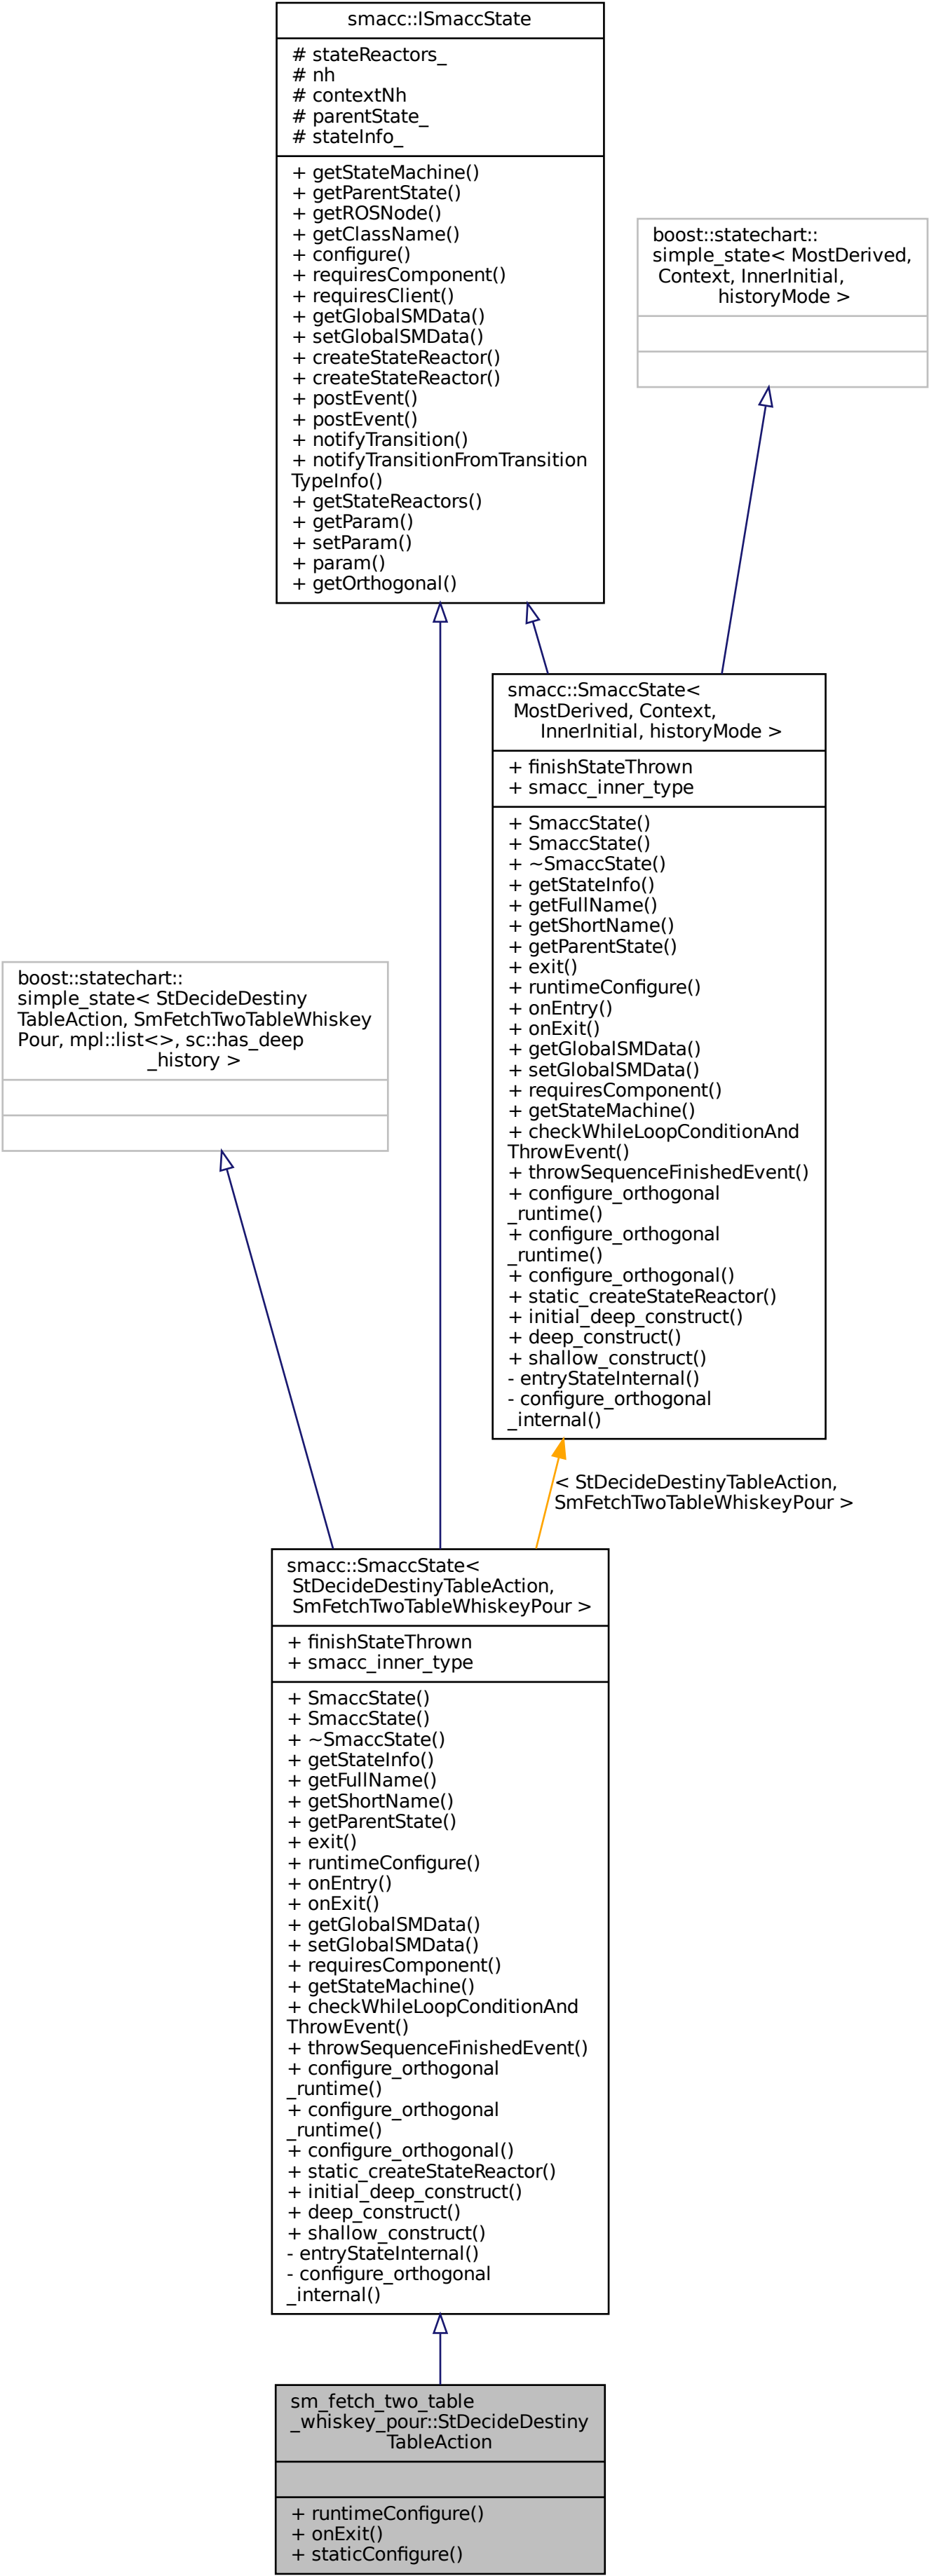 smacc::ISmaccState
# stateReactors_
# nh
# contextNh
# parentState_
# stateInfo_
+ getStateMachine()
+ getParentState()
+ getROSNode()
+ getClassName()
+ configure()
+ requiresComponent()
+ requiresClient()
+ getGlobalSMData()
+ setGlobalSMData()
+ createStateReactor()
+ createStateReactor()
+ postEvent()
+ postEvent()
+ notifyTransition()
+ notifyTransitionFromTransition
TypeInfo()
+ getStateReactors()
+ getParam()
+ setParam()
+ param()
+ getOrthogonal()
boost::statechart::
simple_state< MostDerived,
Context, InnerInitial,
historyMode >
smacc::SmaccState<
MostDerived, Context,
InnerInitial, historyMode >
+ finishStateThrown
+ smacc_inner_type
+ SmaccState()
+ SmaccState()
+ ~SmaccState()
+ getStateInfo()
+ getFullName()
+ getShortName()
+ getParentState()
+ exit()
+ runtimeConfigure()
+ onEntry()
+ onExit()
+ getGlobalSMData()
+ setGlobalSMData()
+ requiresComponent()
+ getStateMachine()
+ checkWhileLoopConditionAnd
ThrowEvent()
+ throwSequenceFinishedEvent()
+ configure_orthogonal
_runtime()
+ configure_orthogonal
_runtime()
+ configure_orthogonal()
+ static_createStateReactor()
+ initial_deep_construct()
+ deep_construct()
+ shallow_construct()
- entryStateInternal()
- configure_orthogonal
_internal()
boost::statechart::
simple_state< StDecideDestiny
TableAction, SmFetchTwoTableWhiskey
Pour, mpl::list<>, sc::has_deep
_history >
< StDecideDestinyTableAction,
SmFetchTwoTableWhiskeyPour >
smacc::SmaccState<
StDecideDestinyTableAction,
SmFetchTwoTableWhiskeyPour >
+ finishStateThrown
+ smacc_inner_type
+ SmaccState()
+ SmaccState()
+ ~SmaccState()
+ getStateInfo()
+ getFullName()
+ getShortName()
+ getParentState()
+ exit()
+ runtimeConfigure()
+ onEntry()
+ onExit()
+ getGlobalSMData()
+ setGlobalSMData()
+ requiresComponent()
+ getStateMachine()
+ checkWhileLoopConditionAnd
ThrowEvent()
+ throwSequenceFinishedEvent()
+ configure_orthogonal
_runtime()
+ configure_orthogonal
_runtime()
+ configure_orthogonal()
+ static_createStateReactor()
+ initial_deep_construct()
+ deep_construct()
+ shallow_construct()
- entryStateInternal()
- configure_orthogonal
_internal()
sm_fetch_two_table
_whiskey_pour::StDecideDestiny
TableAction
+ runtimeConfigure()
+ onExit()
+ staticConfigure()